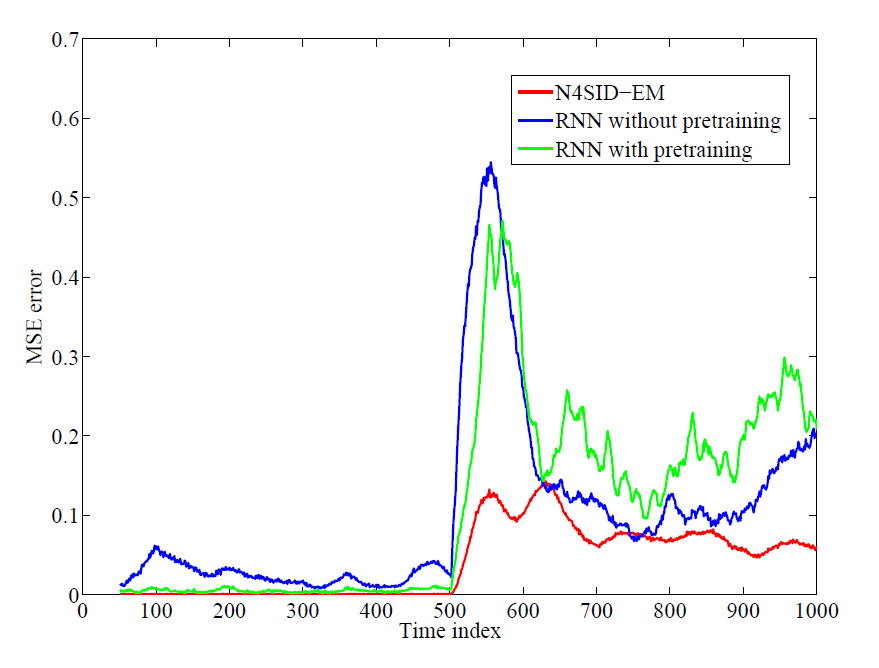 0.7
0.6
0.5
0.4
0.3
0.2
0.1
0
MSE error
N4SID−EM
RNN without pretraining
RNN with pretraining
0 100 200 300 400 500 600 700 800 900 1000
Time index